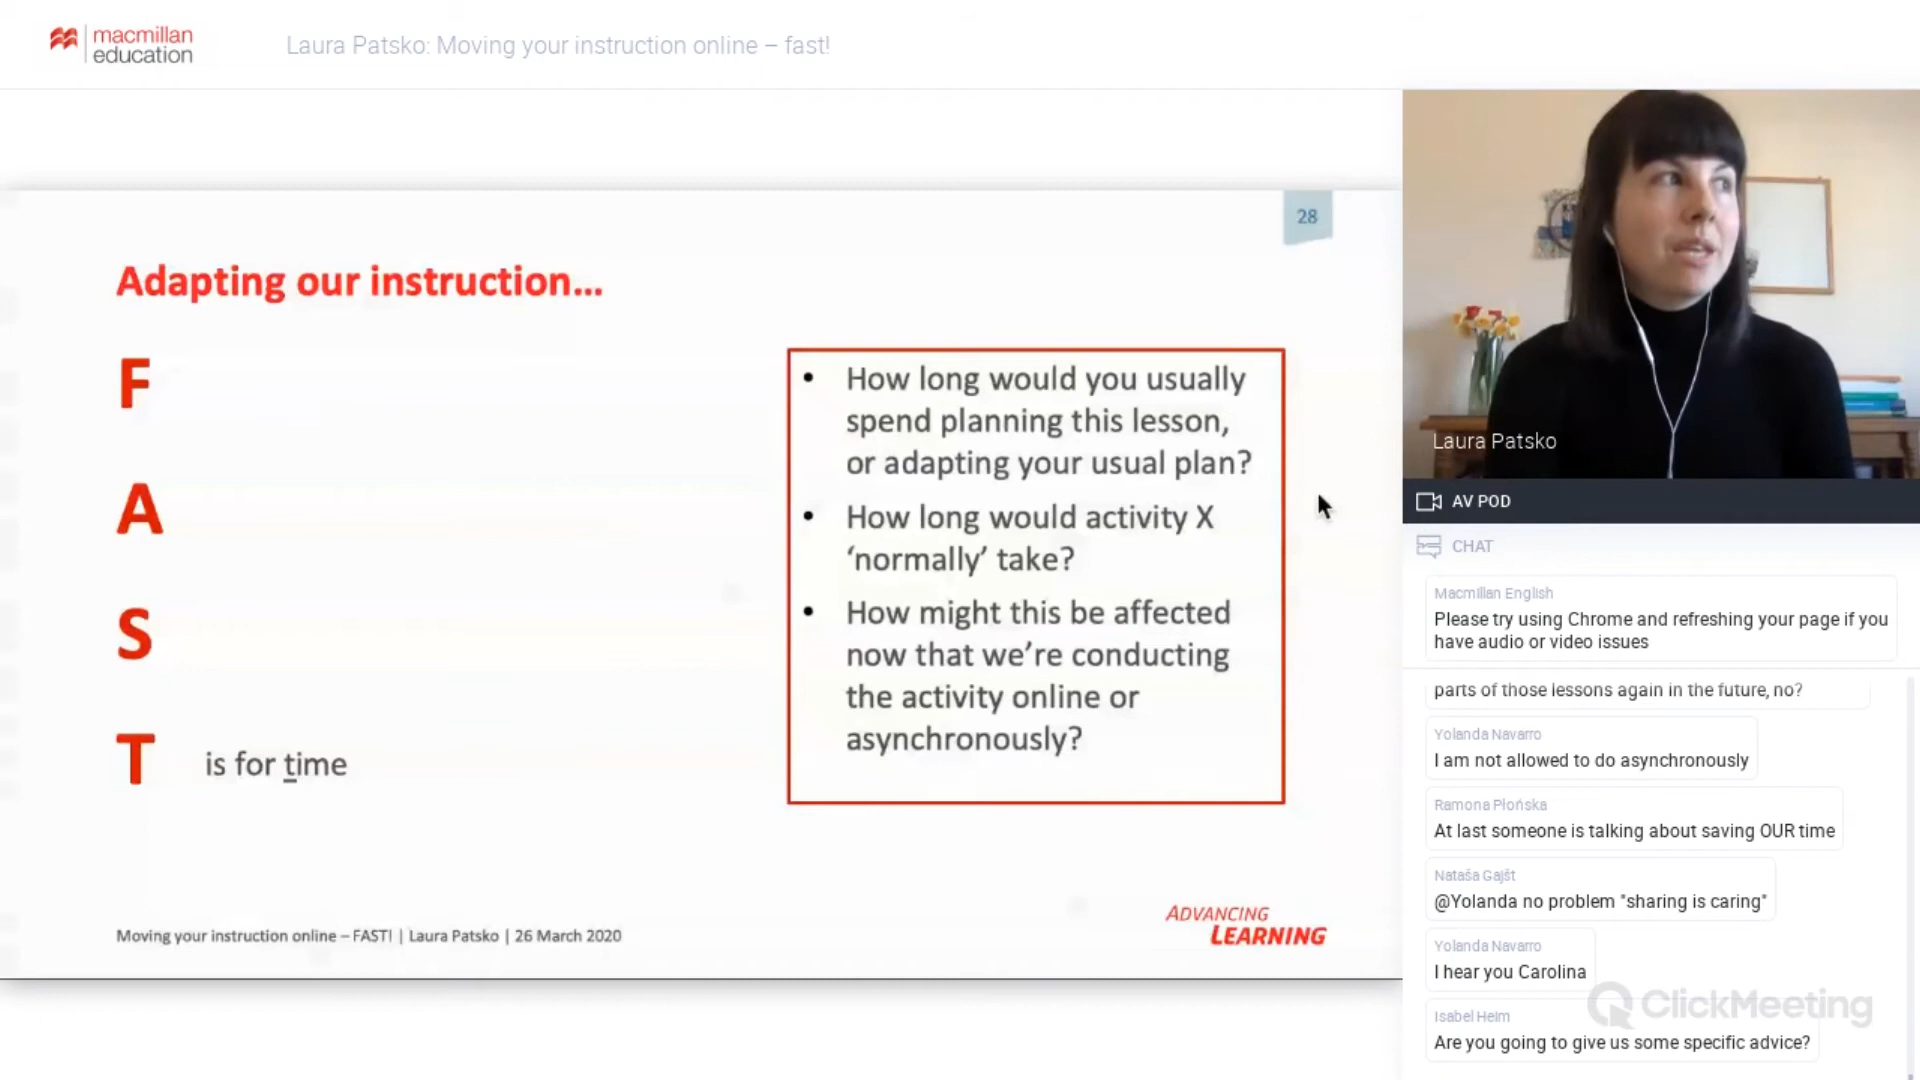 macmillan
education
Laura Patsko: Moving your instruction online – fast!
28
Adapting our instruction...
F
A
S
T is for time
• How long would you usually
spend planning this lesson,
or adapting your usual plan?
• How long would activity X
‘normally’ take?
• How might this be affected
now that we’re conducting
the activity online or
asynchronously?
Moving your instruction online – FAST! | Laura Patsko | 26 March 2020
ADVANCING
LEARNING
Laura Patsko
AV POD
CHAT
Macmillan English
Please try using Chrome and refreshing your page if you
have audio or video issues
parts of those lessons again in the future, no?
Yolanda Navarro
I am not allowed to do asynchronously
Ramona Płońska
At last someone is talking about saving OUR time
Nataša Gajšt
@Yolanda no problem "sharing is caring"
Yolanda Navarro
I hear you Carolina
ClickMeeting
Isabel Heim
Are you going to give us some specific advice?